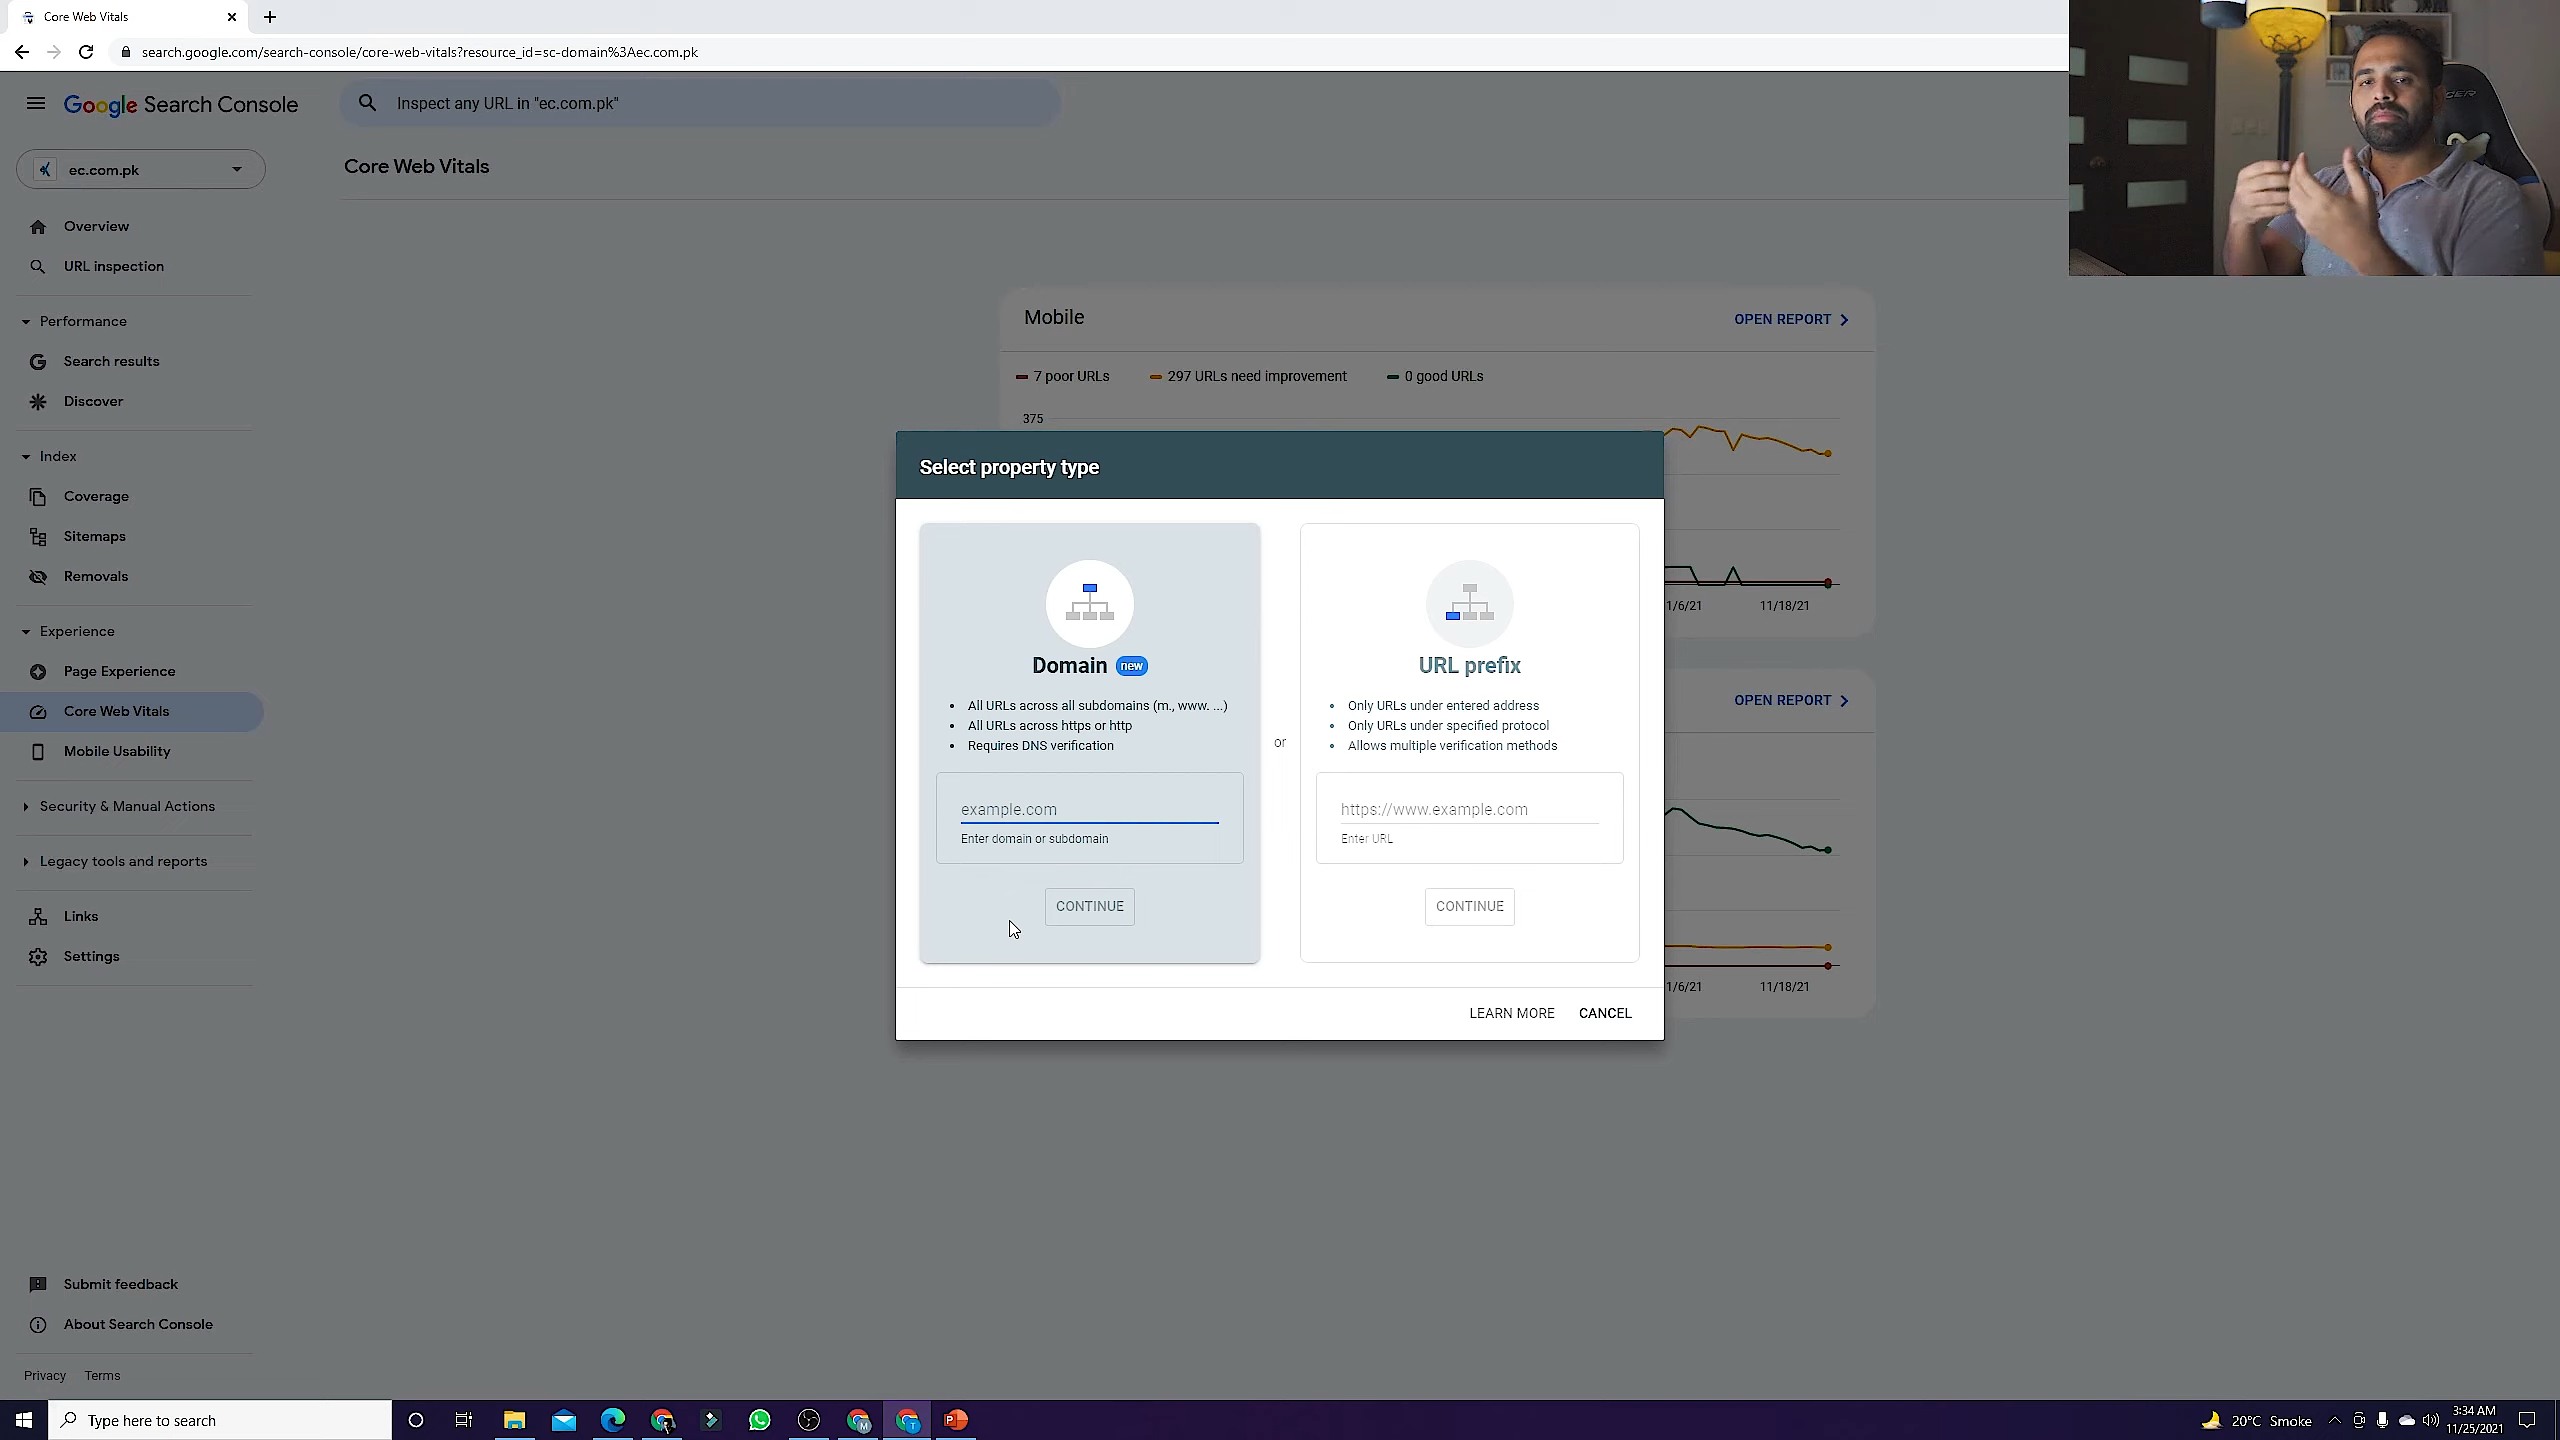 Core Web Vitals
search.google.com/search-console/core-web-vitals?resource_id=sc-domain%3Aec.com.pk
Google Search Console
Inspect any URL in "ec.com.pk"
ec.com.pk
Core Web Vitals
Overview
URL inspection
Performance
Search results
Discover
Index
Coverage
Sitemaps
Removals
Experience
Page Experience
Core Web Vitals
Mobile Usability
Security & Manual Actions
Legacy tools and reports
Links
Settings
Submit feedback
About Search Console
Privacy Terms
Mobile
OPEN REPORT
7 poor URLs 297 URLs need improvement 0 good URLs
375
1/6/21 11/18/21
OPEN REPORT
1/6/21 11/18/21
Select property type
Domain new
• All URLs across all subdomains (m., www. ...)
• All URLs across https or http
• Requires DNS verification
example.com
Enter domain or subdomain
CONTINUE
or
URL prefix
• Only URLs under entered address
• Only URLs under specified protocol
• Allows multiple verification methods
https://www.example.com
Enter URL
CONTINUE
LEARN MORE CANCEL
Type here to search
20°C Smoke
3:34 AM
11/25/2021